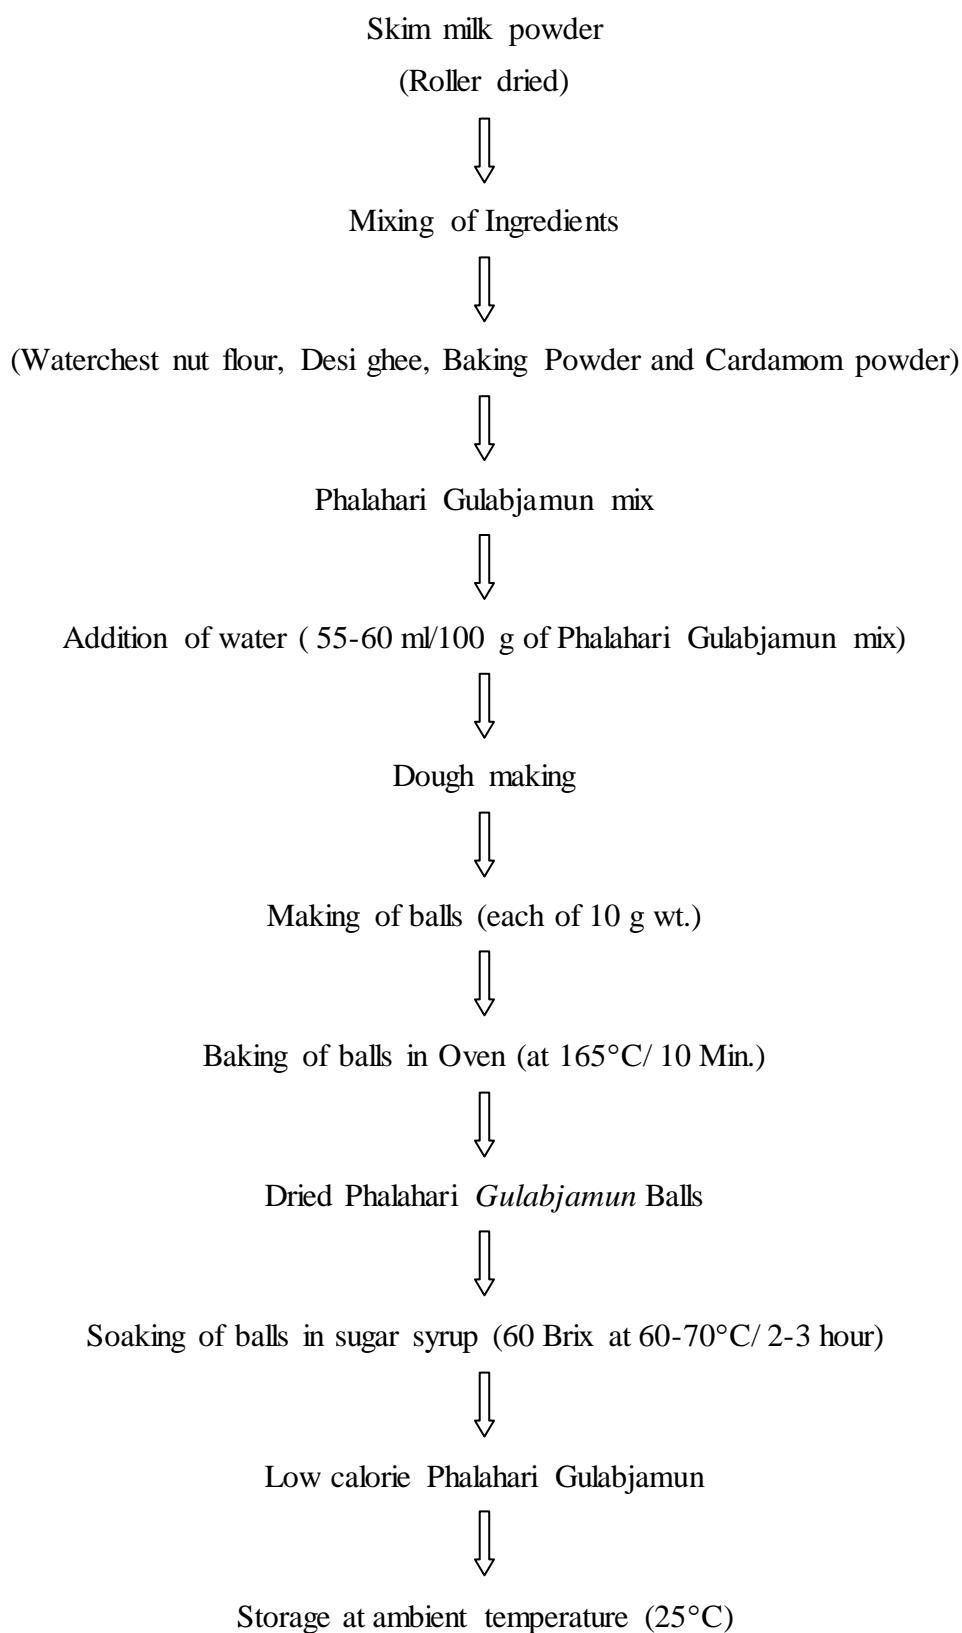 Skim milk powder
(Roller dried)
Mixing of Ingredients
(Waterchest nut flour, Desi ghee, Baking Powder and Cardamom powder)
Phalahari Gulabjamun mix
Addition of water ( 55-60 ml/100 g of Phalahari Gulabjamun mix)
Dough making
Making of balls (each of 10 g wt.)
Baking of balls in Oven (at 165°C/ 10 Min.)
Dried Phalahari Gulabjamun Balls
Soaking of balls in sugar syrup (60 Brix at 60-70°C/ 2-3 hour)
Low calorie Phalahari Gulabjamun
Storage at ambient temperature (25°C)